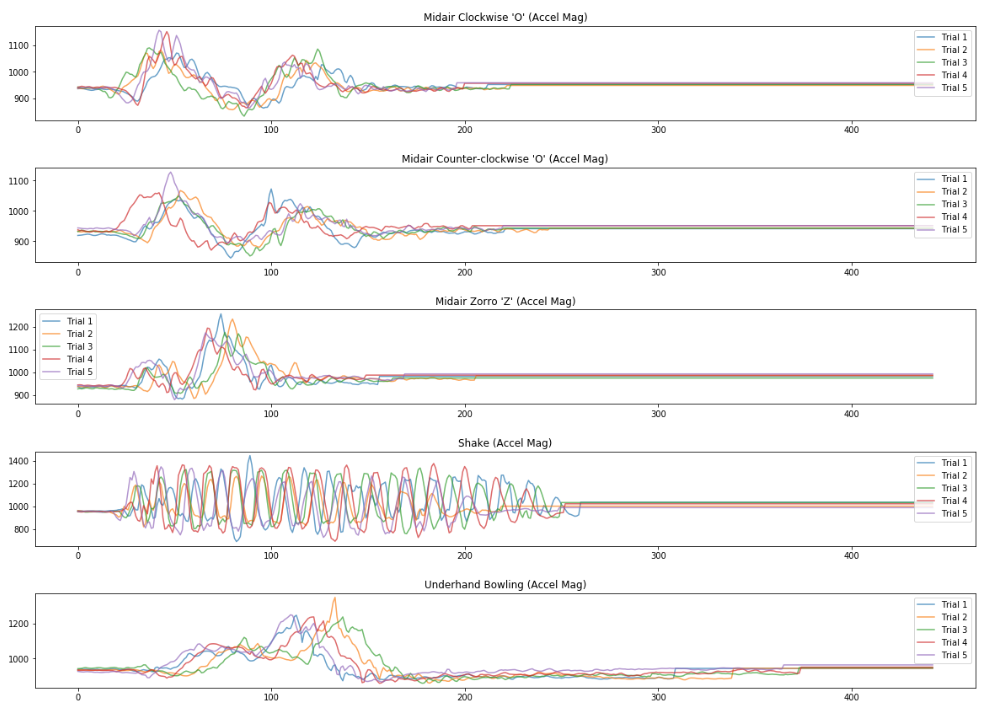 Midair Clockwise 'O' (Accel Mag)
1100
1000
900
Trial 1
Trial 2
Trial 3
Trial 4
Trial 5
0 100 200 300 400
Midair Counter-clockwise 'O' (Accel Mag)
1100
1000
900
Trial 1
Trial 2
Trial 3
Trial 4
Trial 5
0 100 200 300 400
Midair Zorro 'Z' (Accel Mag)
1200
1100
1000
900
Trial 1
Trial 2
Trial 3
Trial 4
Trial 5
0 100 200 300 400
Shake (Accel Mag)
1400
1200
1000
800
Trial 1
Trial 2
Trial 3
Trial 4
Trial 5
0 100 200 300 400
Underhand Bowling (Accel Mag)
1200
1000
Trial 1
Trial 2
Trial 3
Trial 4
Trial 5
0 100 200 300 400